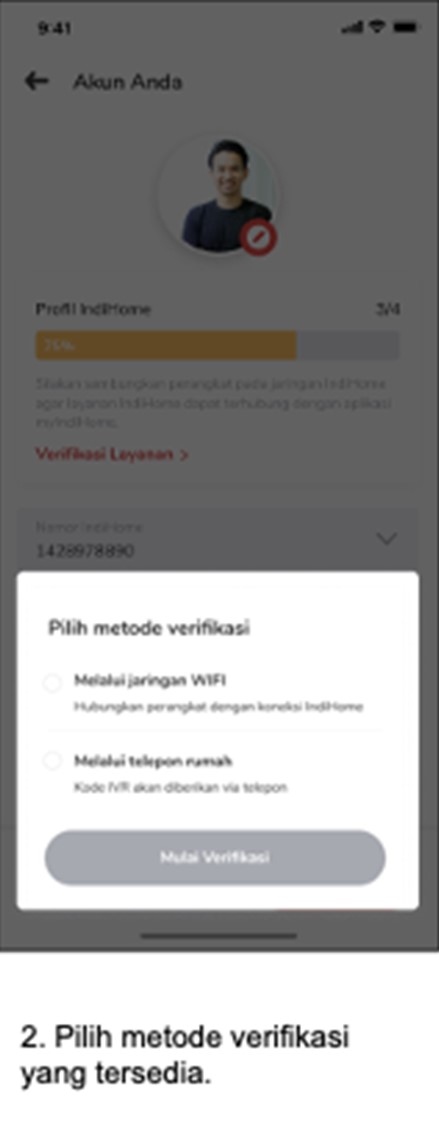 9:41
Akun Anda
Profil IndiHome
3/4
75%
Silakan sambungkan perangkat pada jaringan IndiHome
agar layanan IndiHome dapat terhubung dengan aplikasi
myIndiHome.
Verifikasi Layanan >
Nomor IndiHome
1428978890
Pilih metode verifikasi
Melalui jaringan WIFI
Hubungkan perangkat dengan koneksi IndiHome
Melalui telepon rumah
Kode IVR akan diberikan via telepon
Mulai Verifikasi
2. Pilih metode verifikasi
yang tersedia.